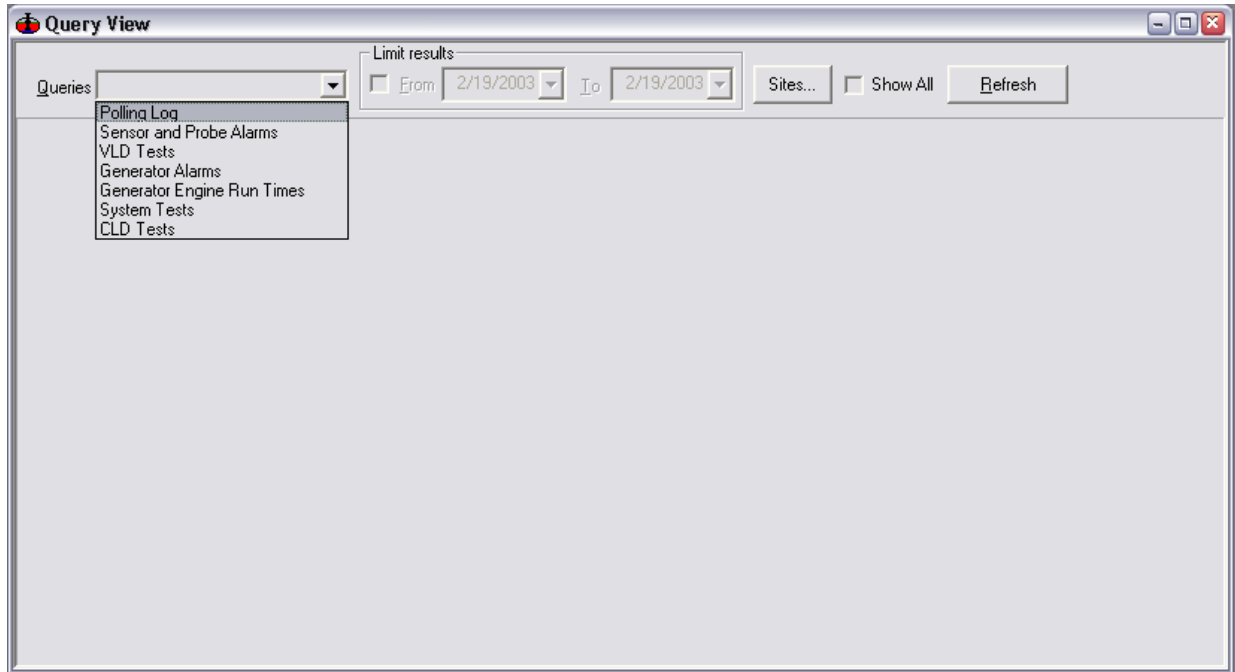 Query View
Limit results
Queries From 2/19/2003 To 2/19/2003 Sites... Show All Refresh
Polling Log
Sensor and Probe Alarms
VLD Tests
Generator Alarms
Generator Engine Run Times
System Tests
CLD Tests